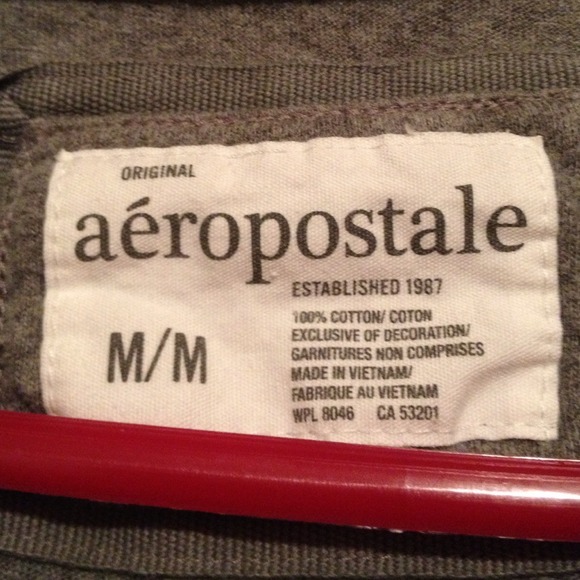 ORIGINAL
aéropostale
ESTABLISHED 1987
M/M
100% COTTON/ COTON
EXCLUSIVE OF DECORATION/
GARNITURES NON COMPRISES
MADE IN VIETNAM/
FABRIQUE AU VIETNAM
WPL 8046 CA 53201